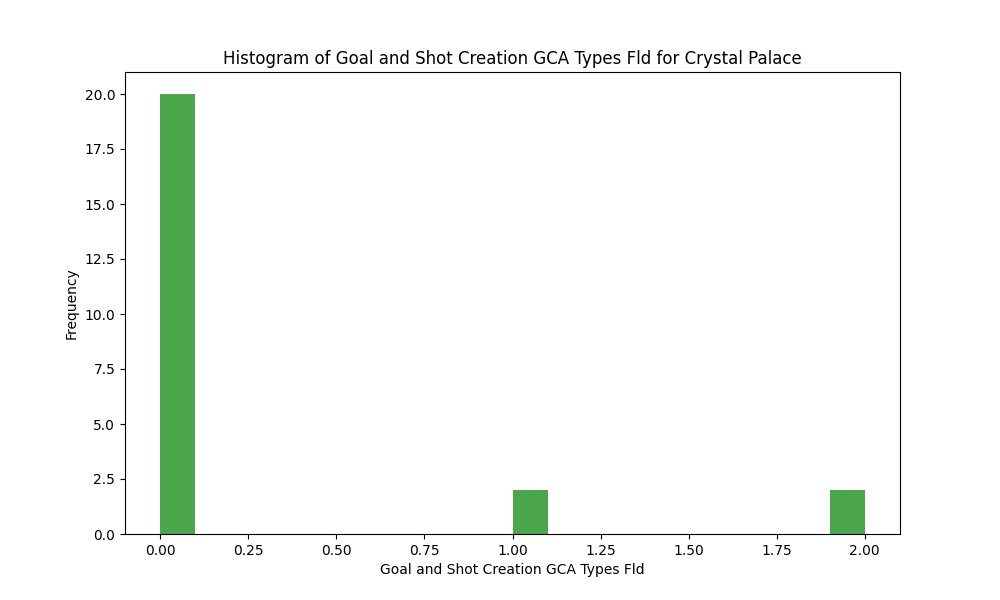 Histogram of Goal and Shot Creation GCA Types Fld for Crystal Palace
Frequency
20.0
17.5
15.0
12.5
10.0
7.5
5.0
2.5
0.0
0.00 0.25 0.50 0.75 1.00 1.25 1.50 1.75 2.00
Goal and Shot Creation GCA Types Fld